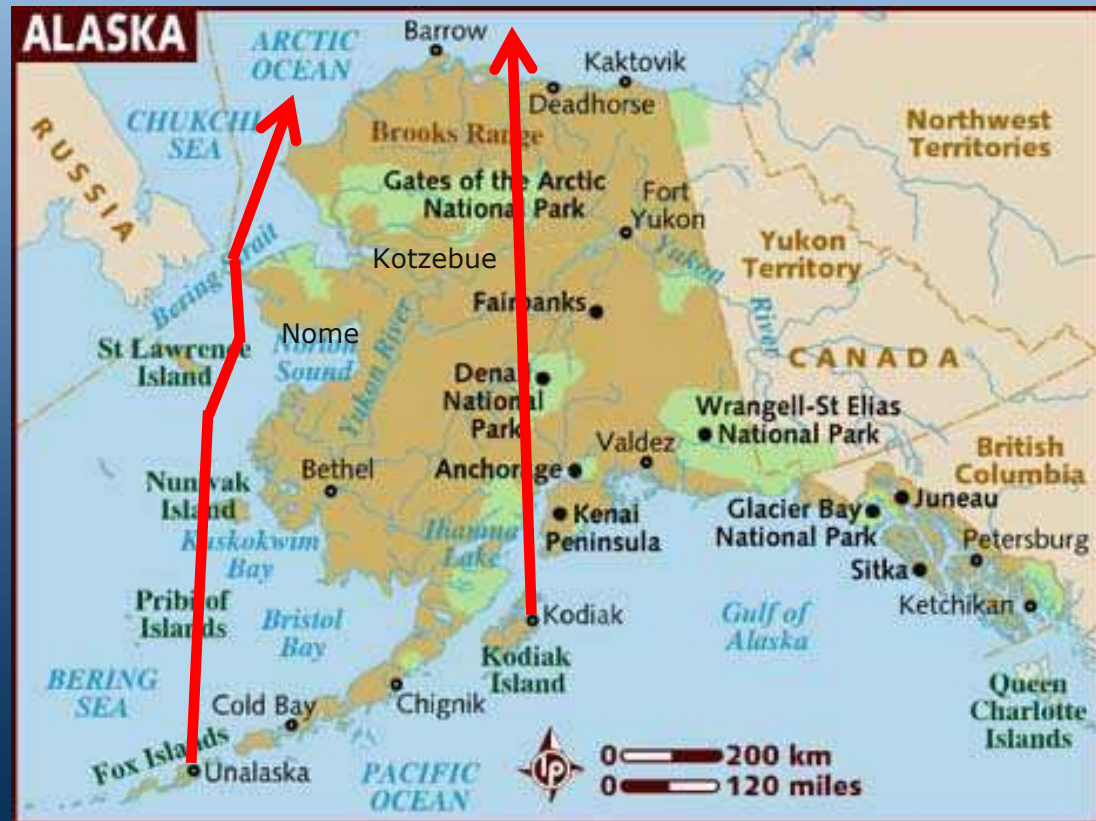 ALASKA
ARCTIC
OCEAN
Barrow
Kaktovik
Deadhorse
CHUKCHI
SEA
RUSSIA
Brooks Range
Northwest
Territories
Gates of the Arctic
National Park
Fort
Yukon
Kotzebue
Yukon
Territory
Bering Strait
Yukon
River
Fairbanks
Nome
St Lawrence
Island
Norton
Sound
Yukon River
CANADA
Denali
National
Park
Wrangell-St Elias
National Park
Valdez
British
Columbia
Bethel
Anchorage
Nunivak
Island
Kenai
Peninsula
Glacier Bay
National Park
Juneau
Iliamna
Lake
Kuskokwim
Bay
Petersburg
Sitka
Pribilof
Islands
Bristol
Bay
Kodiak
Gulf of
Alaska
Ketchikan
Kodiak
Island
BERING
SEA
Cold Bay
Chignik
Queen
Charlotte
Islands
Fox Islands
Unalaska
PACIFIC
OCEAN
lp
0 200 km
0 120 miles